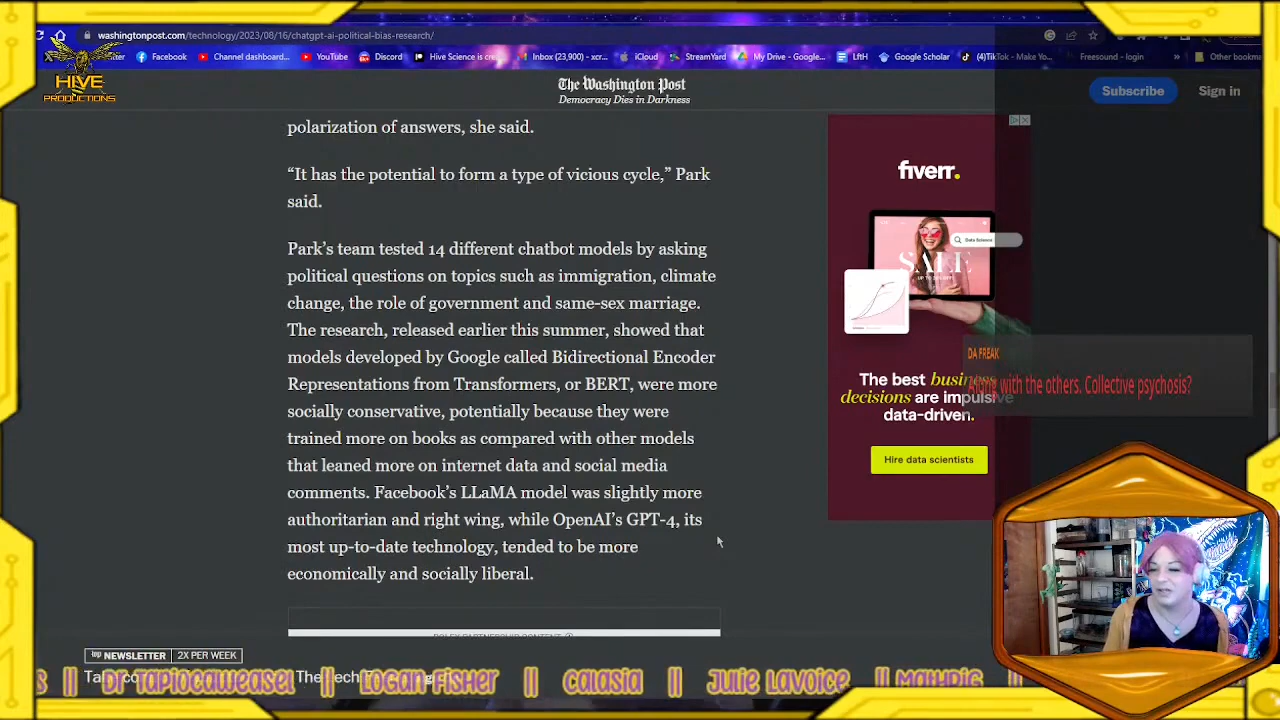 washingtonpost.com/technology/2023/08/16/chatgpt-ai-political-bias-research/
Facebook
Channel dashboard...
YouTube
Discord
Hive Science is cre
Inbox (23,900) - xcr...
iCloud
StreamYard
My Drive - Google...
LftH
Google Scholar
(4)TikTok - Make Yo...
Freesound - login
»
Other bookma
HIVE
PRODUCTIONS
The Washington Post
Democracy Dies in Darkness
Subscribe
Sign in
polarization of answers, she said.
“It has the potential to form a type of vicious cycle,” Park
said.
Park’s team tested 14 different chatbot models by asking
political questions on topics such as immigration, climate
change, the role of government and same-sex marriage.
The research, released earlier this summer, showed that
models developed by Google called Bidirectional Encoder
Representations from Transformers, or BERT, were more
socially conservative, potentially because they were
trained more on books as compared with other models
that leaned more on internet data and social media
comments. Facebook’s LLaMA model was slightly more
authoritarian and right wing, while OpenAI’s GPT-4, its
most up-to-date technology, tended to be more
economically and socially liberal.
fiverr.
Data Science
SALE
The best business
decisions are impulsive
data-driven.
Hire data scientists
DA FREAK
Along with the others. Collective psychosis?
top NEWSLETTER
2X PER WEEK
s || Dr Tapiocaweasel || Logan Fisher || Calasia || Julie Lavoic? || Mathpig